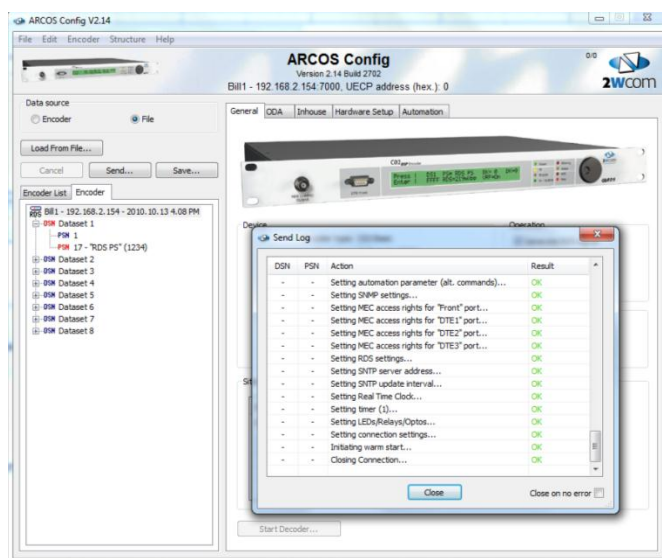 ARCOS Config V2.14
File Edit Encoder Structure Help
ARCOS Config
Version 2.14 Build 2702
Bill1 - 192.168.2.154:7000, UECP address (hex.): 0
0/0
2wcom
Data source
Encoder File
Load From File...
Cancel Send... Save...
Encoder List Encoder
RDS Bill1 - 192.168.2.154 - 2010.10.13 4.08 PM
DSN Dataset 1
PSN 1
PSN 17 - "RDS PS" (1234)
DSN Dataset 2
DSN Dataset 3
DSN Dataset 4
DSN Dataset 5
DSN Dataset 6
DSN Dataset 7
DSN Dataset 8
General ODA Inhouse Hardware Setup Automation
Device Operation
Send Log
DSN PSN Action Result
- - Setting automation parameter (alt. commands)... OK
- - Setting SNMP settings... OK
- - Setting MEC access rights for "Front" port... OK
- - Setting MEC access rights for "DTE1" port... OK
- - Setting MEC access rights for "DTE2" port... OK
- - Setting MEC access rights for "DTE3" port... OK
- - Setting RDS settings... OK
- - Setting SNTP server address... OK
- - Setting SNTP update interval... OK
- - Setting Real Time Clock... OK
- - Setting timer (1)... OK
- - Setting LEDs/Relays/Optos... OK
- - Setting connection settings... OK
- - Initiating warm start... OK
- - Closing Connection... OK
Close Close on no error
Start Decoder...